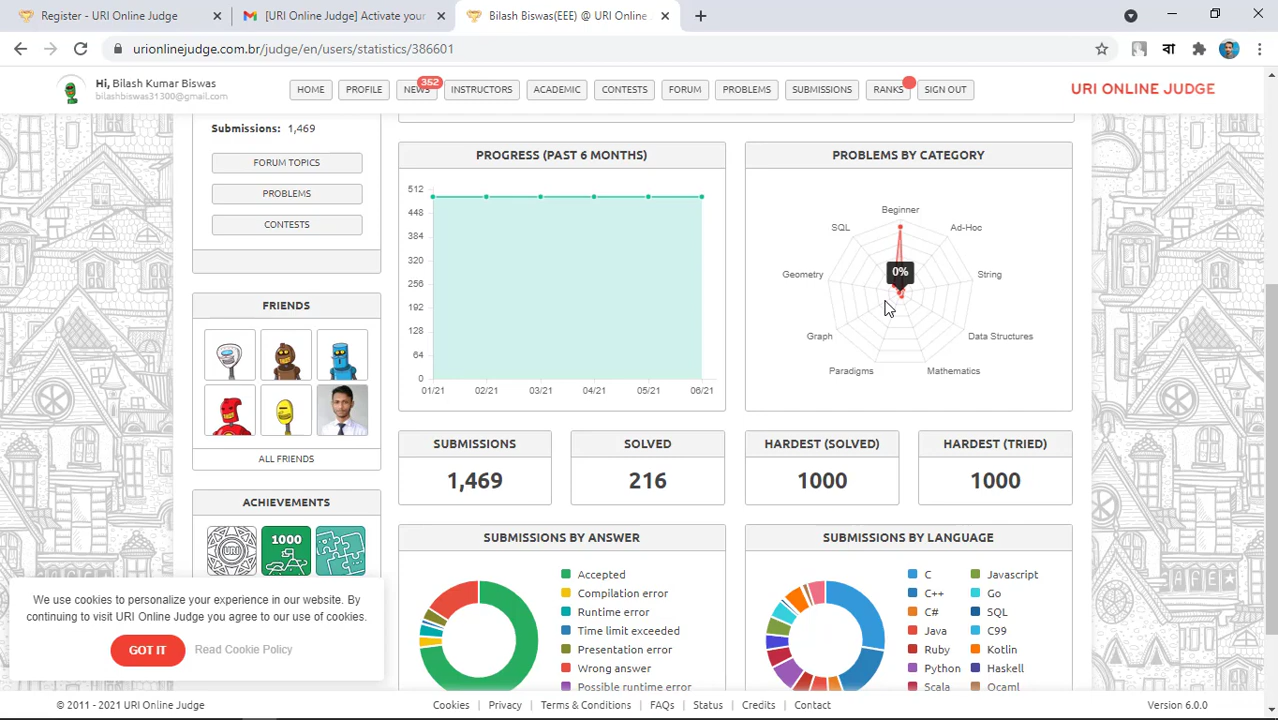 Register - URI Online Judge
[URI Online Judge] Activate your
Bilash Biswas(EEE) @ URI Online
urionlinejudge.com.br/judge/en/users/statistics/386601
বা
Hi, Bilash Kumar Biswas
bilashbiswas31300@gmail.com
HOME
PROFILE
NEWS
352
INSTRUCTORS
ACADEMIC
CONTESTS
FORUM
PROBLEMS
SUBMISSIONS
RANKS
SIGN OUT
URI ONLINE JUDGE
Submissions: 1,469
FORUM TOPICS
PROBLEMS
CONTESTS
FRIENDS
ALL FRIENDS
ACHIEVEMENTS
URI
1000
PROGRESS (PAST 6 MONTHS)
512
448
384
320
256
192
128
64
0
01/21 02/21 03/21 04/21 05/21 06/21
PROBLEMS BY CATEGORY
Beginner
SQL
Ad-Hoc
0%
Geometry
String
Graph
Data Structures
Paradigms
Mathematics
SUBMISSIONS
1,469
SOLVED
216
HARDEST (SOLVED)
1000
HARDEST (TRIED)
1000
SUBMISSIONS BY ANSWER
Accepted
Compilation error
Runtime error
Time limit exceeded
Presentation error
Wrong answer
Possible runtime error
SUBMISSIONS BY LANGUAGE
C
C++
C#
Java
Ruby
Python
Scala
Javascript
Go
SQL
C99
Kotlin
Haskell
Ocaml
We use cookies to personalize your experience in our website. By
continuing to visit URI Online Judge you agree to our use of cookies.
GOT IT
Read Cookie Policy
AFE
© 2011 - 2021 URI Online Judge
Cookies
Privacy
Terms & Conditions
FAQs
Status
Credits
Contact
Version 6.0.0